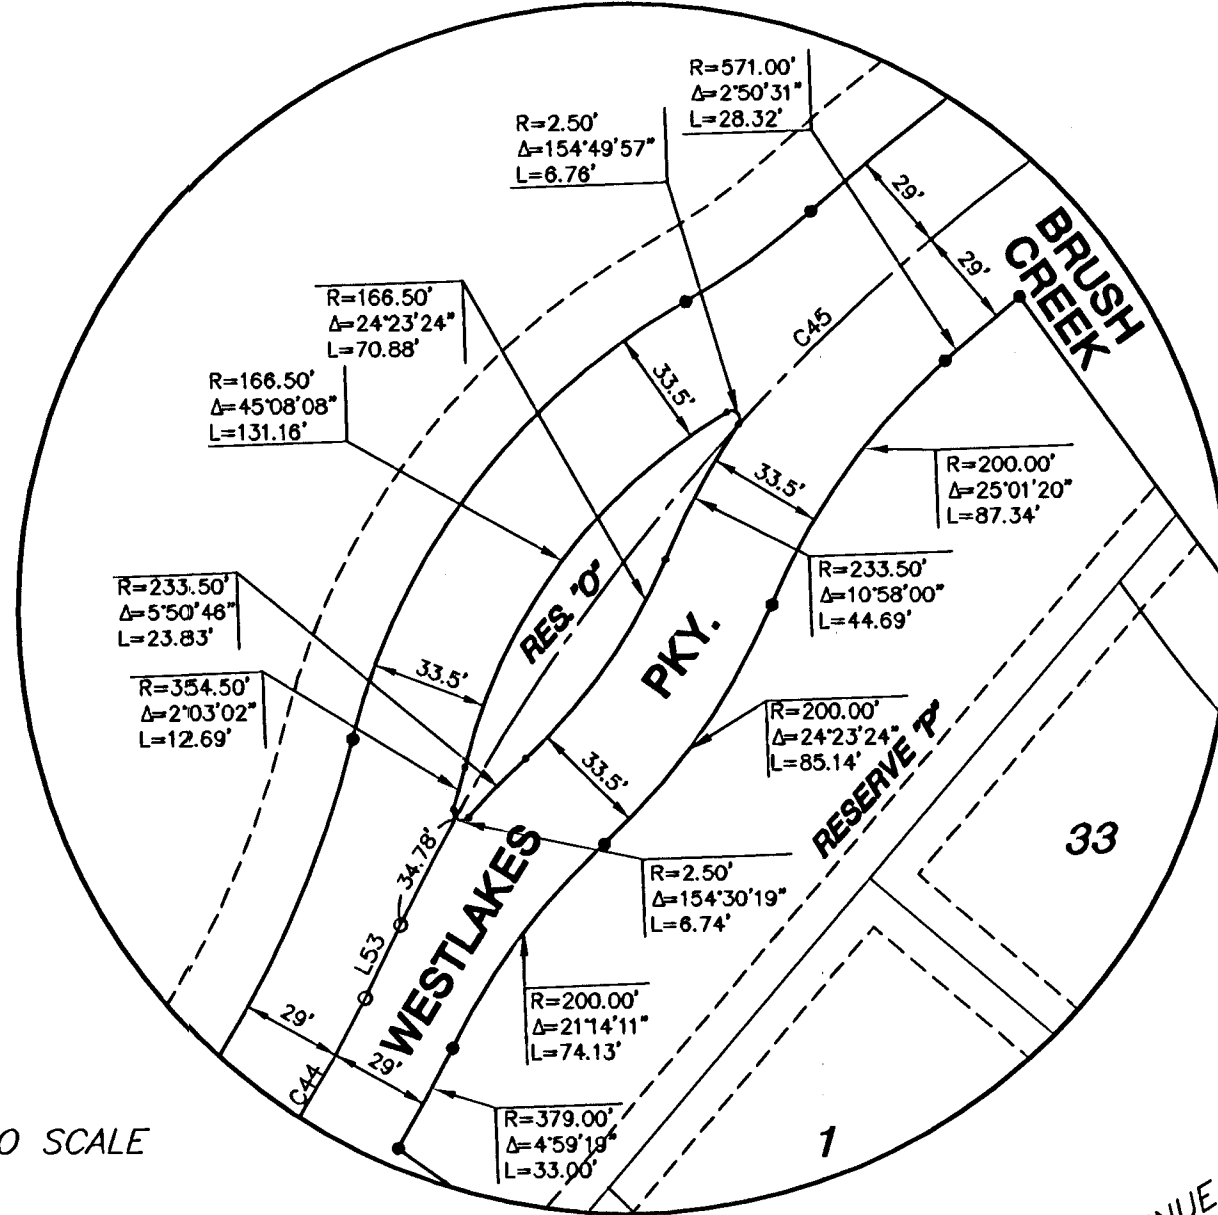 R=571.00'
Δ=2°50'31"
L=28.32'
R=2.50'
Δ=154°49'57"
L=6.76'
29'
29'
BRUSH
CREEK
R=166.50'
Δ=24°23'24"
L=70.88'
C45
33.5'
R=166.50'
Δ=45°08'08"
L=131.16'
33.5'
R=200.00'
Δ=25°01'20"
L=87.34'
R=233.50'
Δ=5°50'46"
L=23.83'
RES. "O"
R=233.50'
Δ=10°58'00"
L=44.69'
PKY.
33.5'
R=354.50'
Δ=2°03'02"
L=12.69'
R=200.00'
Δ=24°23'24"
L=85.14'
33.5'
RESERVE "P"
33
34.78'
WESTLAKES
R=2.50'
Δ=154°30'19"
L=6.74'
L53
R=200.00'
Δ=21°14'11"
L=74.13'
29'
29'
C44
R=379.00'
Δ=4°59'19"
L=33.00'
O SCALE
1
NUE